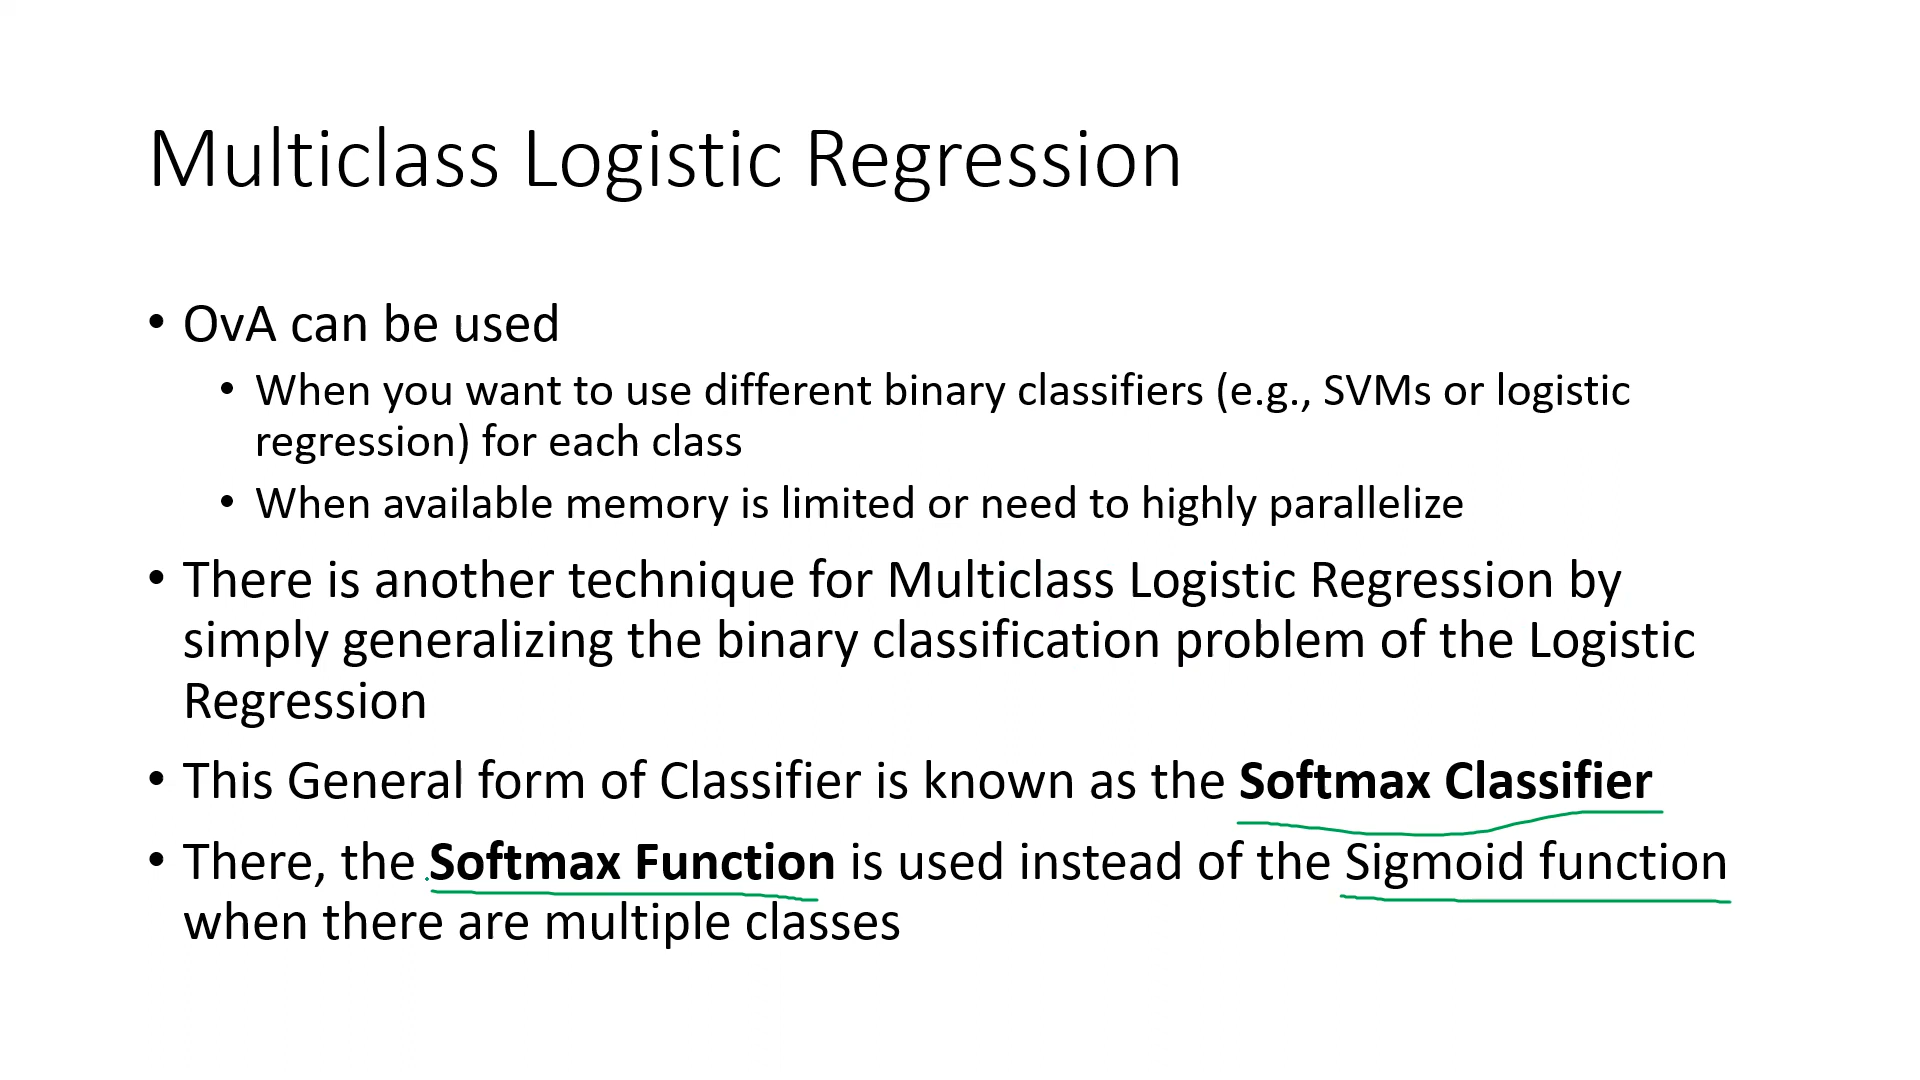 Multiclass Logistic Regression
• OvA can be used
• When you want to use different binary classifiers (e.g., SVMs or logistic
regression) for each class
• When available memory is limited or need to highly parallelize
• There is another technique for Multiclass Logistic Regression by
simply generalizing the binary classification problem of the Logistic
Regression
• This General form of Classifier is known as the Softmax Classifier
• There, the Softmax Function is used instead of the Sigmoid function
when there are multiple classes